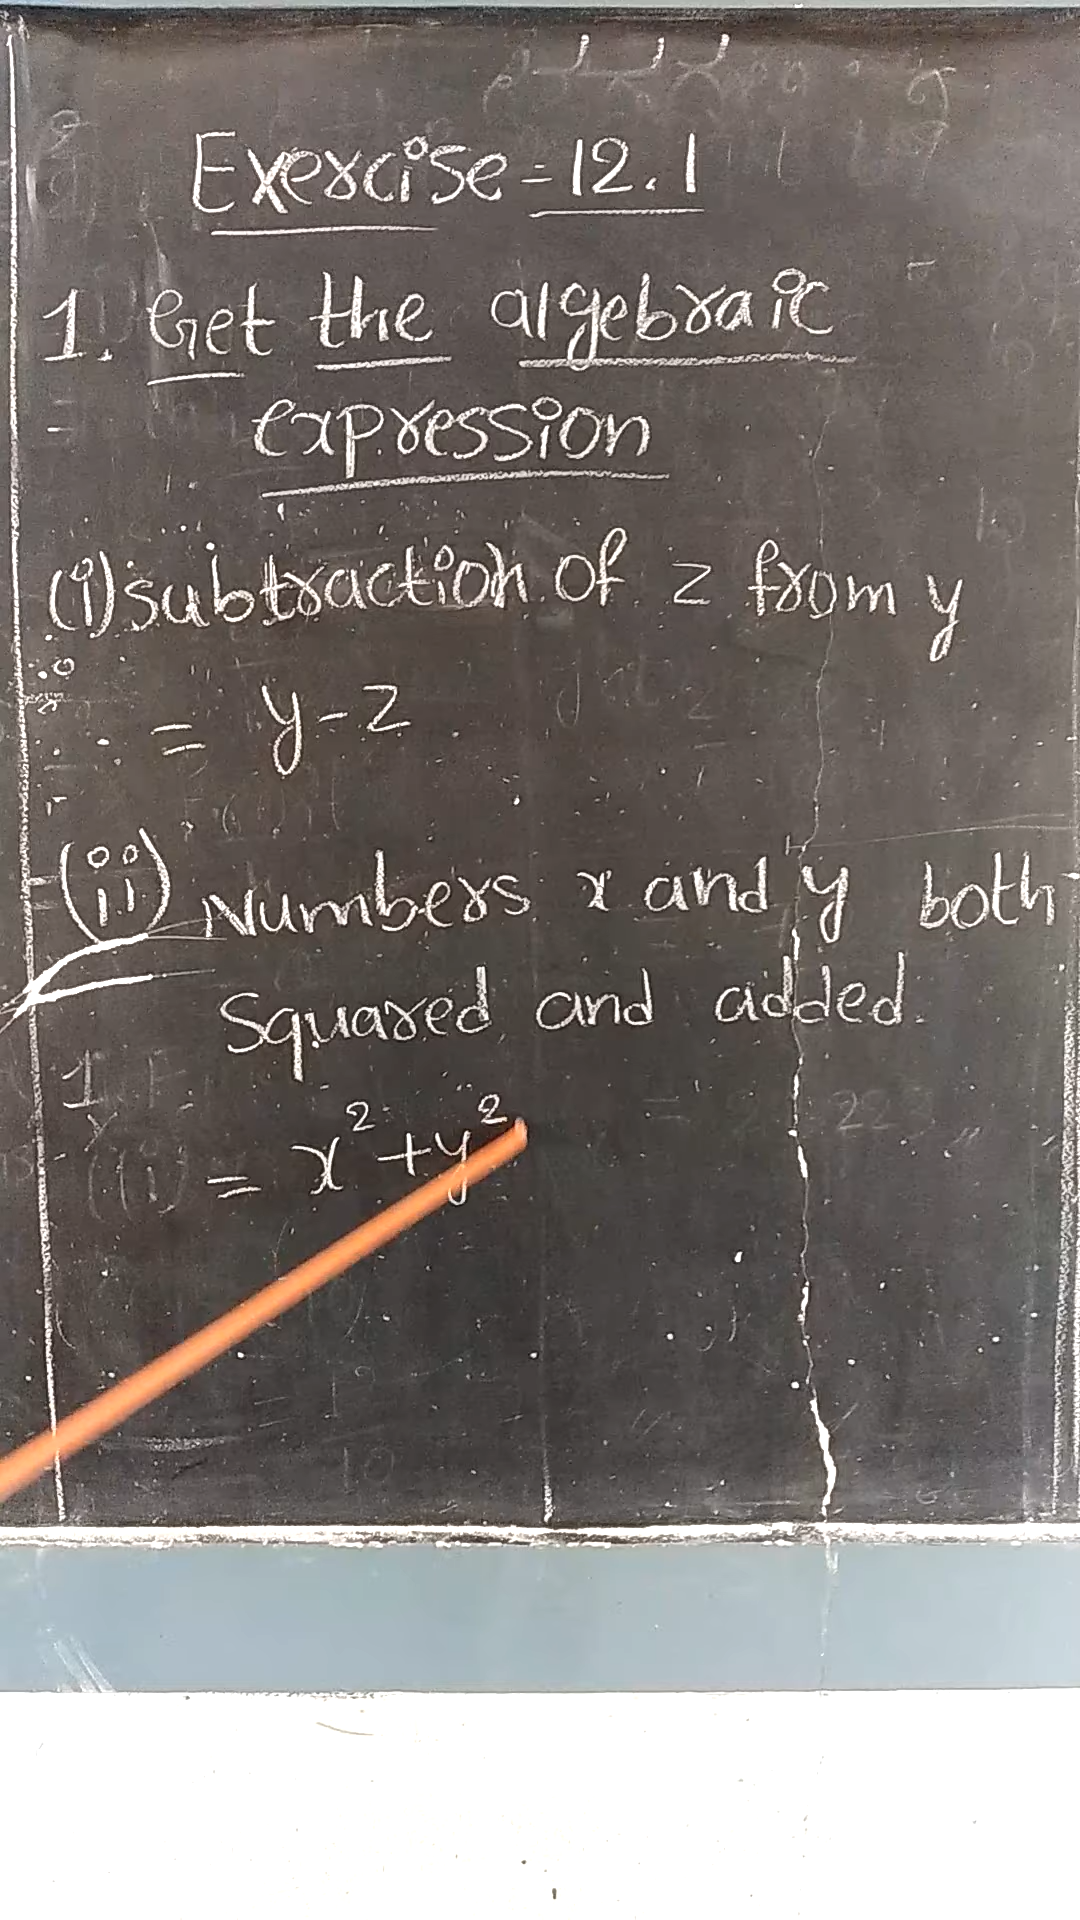 Exercise = 12.1
1. Get the algebraic
expression
(i) subtraction of z from y
= y-z
(ii) Numbers x and y both
Squared and added.
= x² + y²